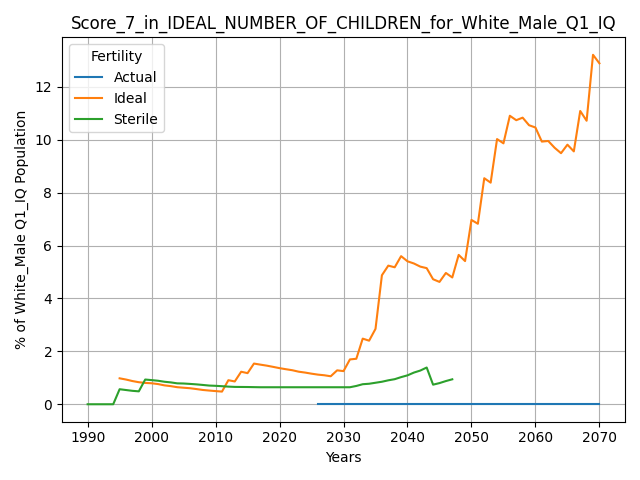 Score_7_in_IDEAL_NUMBER_OF_CHILDREN_for_White_Male_Q1_IQ
Fertility
Actual
Ideal
Sterile
% of White_Male Q1_IQ Population
12
10
8
6
4
2
0
1990 2000 2010 2020 2030 2040 2050 2060 2070
Years